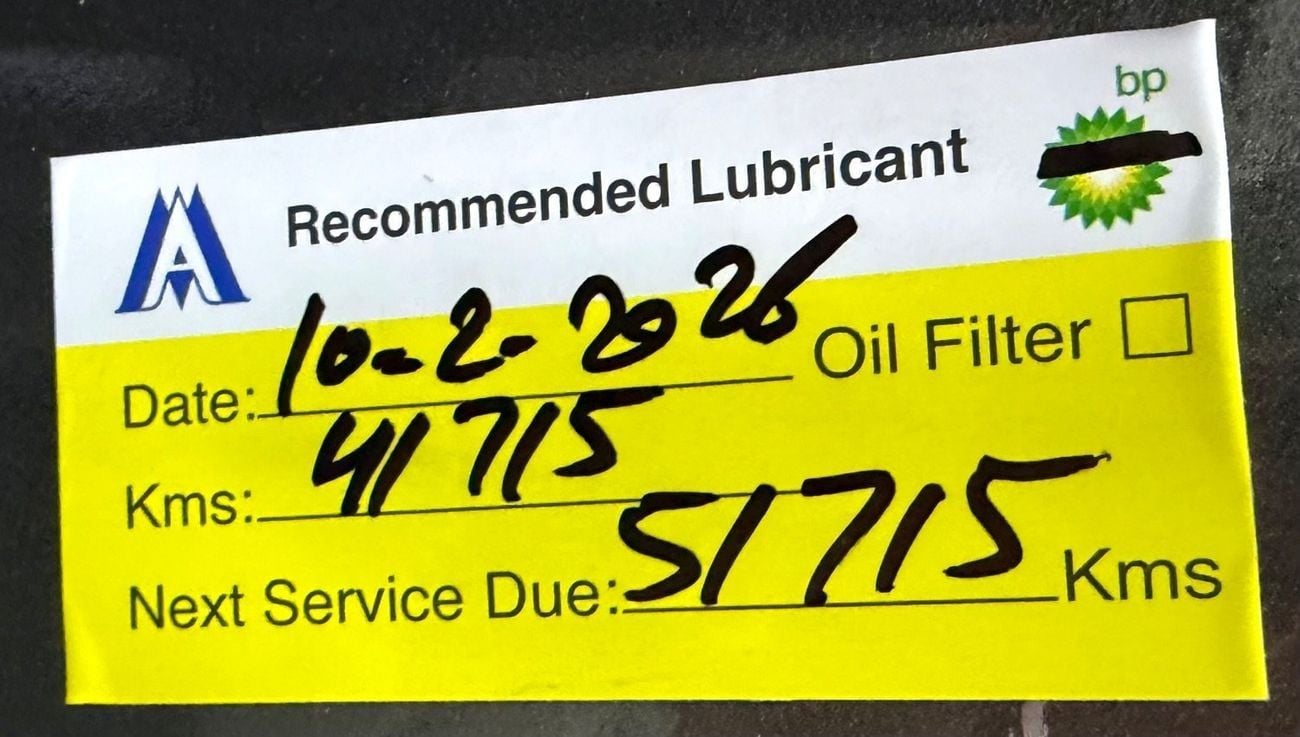 bp
Recommended Lubricant
Date: 10-2-2026 Oil Filter
Kms: 41715
Next Service Due: 51715 Kms